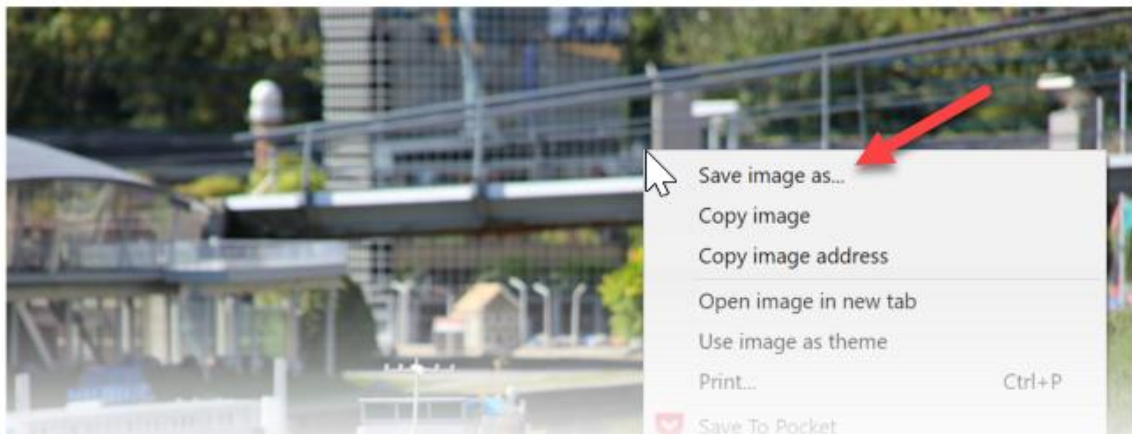 Save image as...
Copy image
Copy image address
Open image in new tab
Use image as theme
Print... Ctrl+P
Save To Pocket